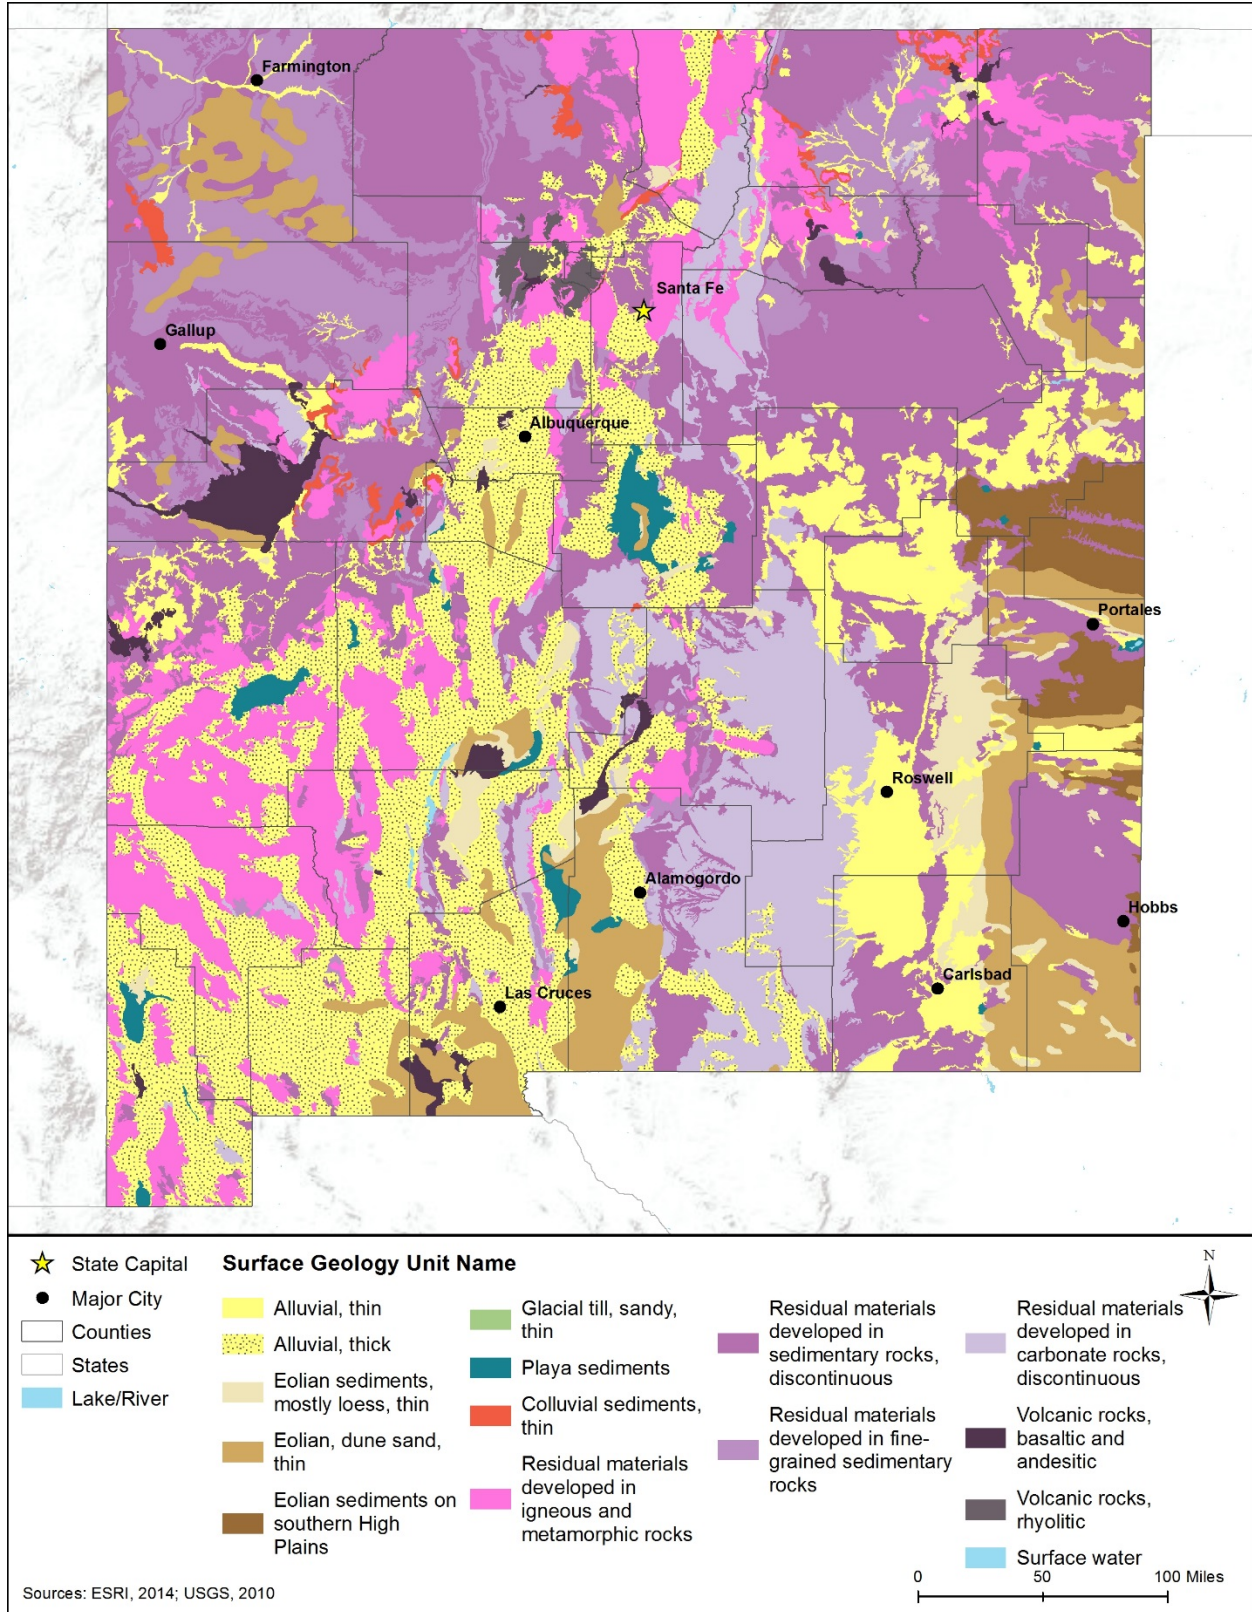 Farmington
Santa Fe
Gallup
Albuquerque
Portales
Roswell
Alamogordo
Hobbs
Carlsbad
Las Cruces
State Capital
Major City
Counties
States
Lake/River
Surface Geology Unit Name
Alluvial, thin
Alluvial, thick
Eolian sediments,
mostly loess, thin
Eolian, dune sand,
thin
Eolian sediments on
southern High
Plains
Glacial till, sandy,
thin
Playa sediments
Colluvial sediments,
thin
Residual materials
developed in
igneous and
metamorphic rocks
Residual materials
developed in
sedimentary rocks,
discontinuous
Residual materials
developed in fine-
grained sedimentary
rocks
Residual materials
developed in
carbonate rocks,
discontinuous
Volcanic rocks,
basaltic and
andesitic
Volcanic rocks,
rhyolitic
Surface water
N
0 50 100 Miles
Sources: ESRI, 2014; USGS, 2010